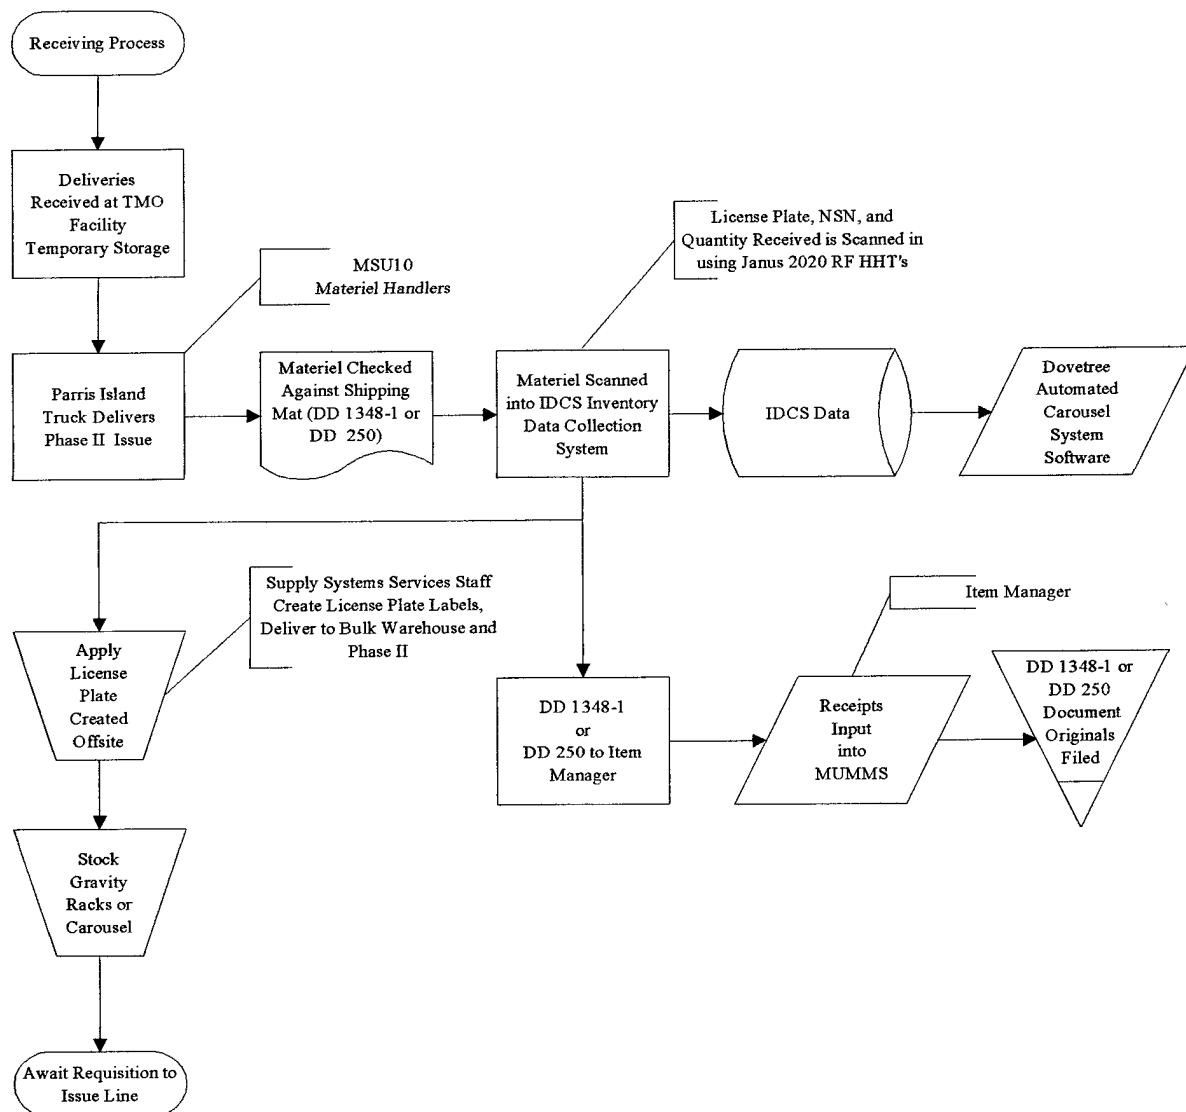 Receiving Process
Deliveries
Received at TMO
Facility
Temporary Storage
MSU10
Materiel Handlers
License Plate, NSN, and
Quantity Received is Scanned in
using Janus 2020 RF HHT's
Parris Island
Truck Delivers
Phase II Issue
Materiel Checked
Against Shipping
Mat (DD 1348-1 or
DD 250)
Materiel Scanned
into IDCS Inventory
Data Collection
System
IDCS Data
Dovetree
Automated
Carousel
System
Software
Apply
License
Plate
Created
Offsite
Supply Systems Services Staff
Create License Plate Labels,
Deliver to Bulk Warehouse and
Phase II
DD 1348-1
or
DD 250 to Item
Manager
Item Manager
Receipts
Input
into
MUMMS
DD 1348-1 or
DD 250
Document
Originals
Filed
Stock
Gravity
Racks or
Carousel
Await Requisition to
Issue Line